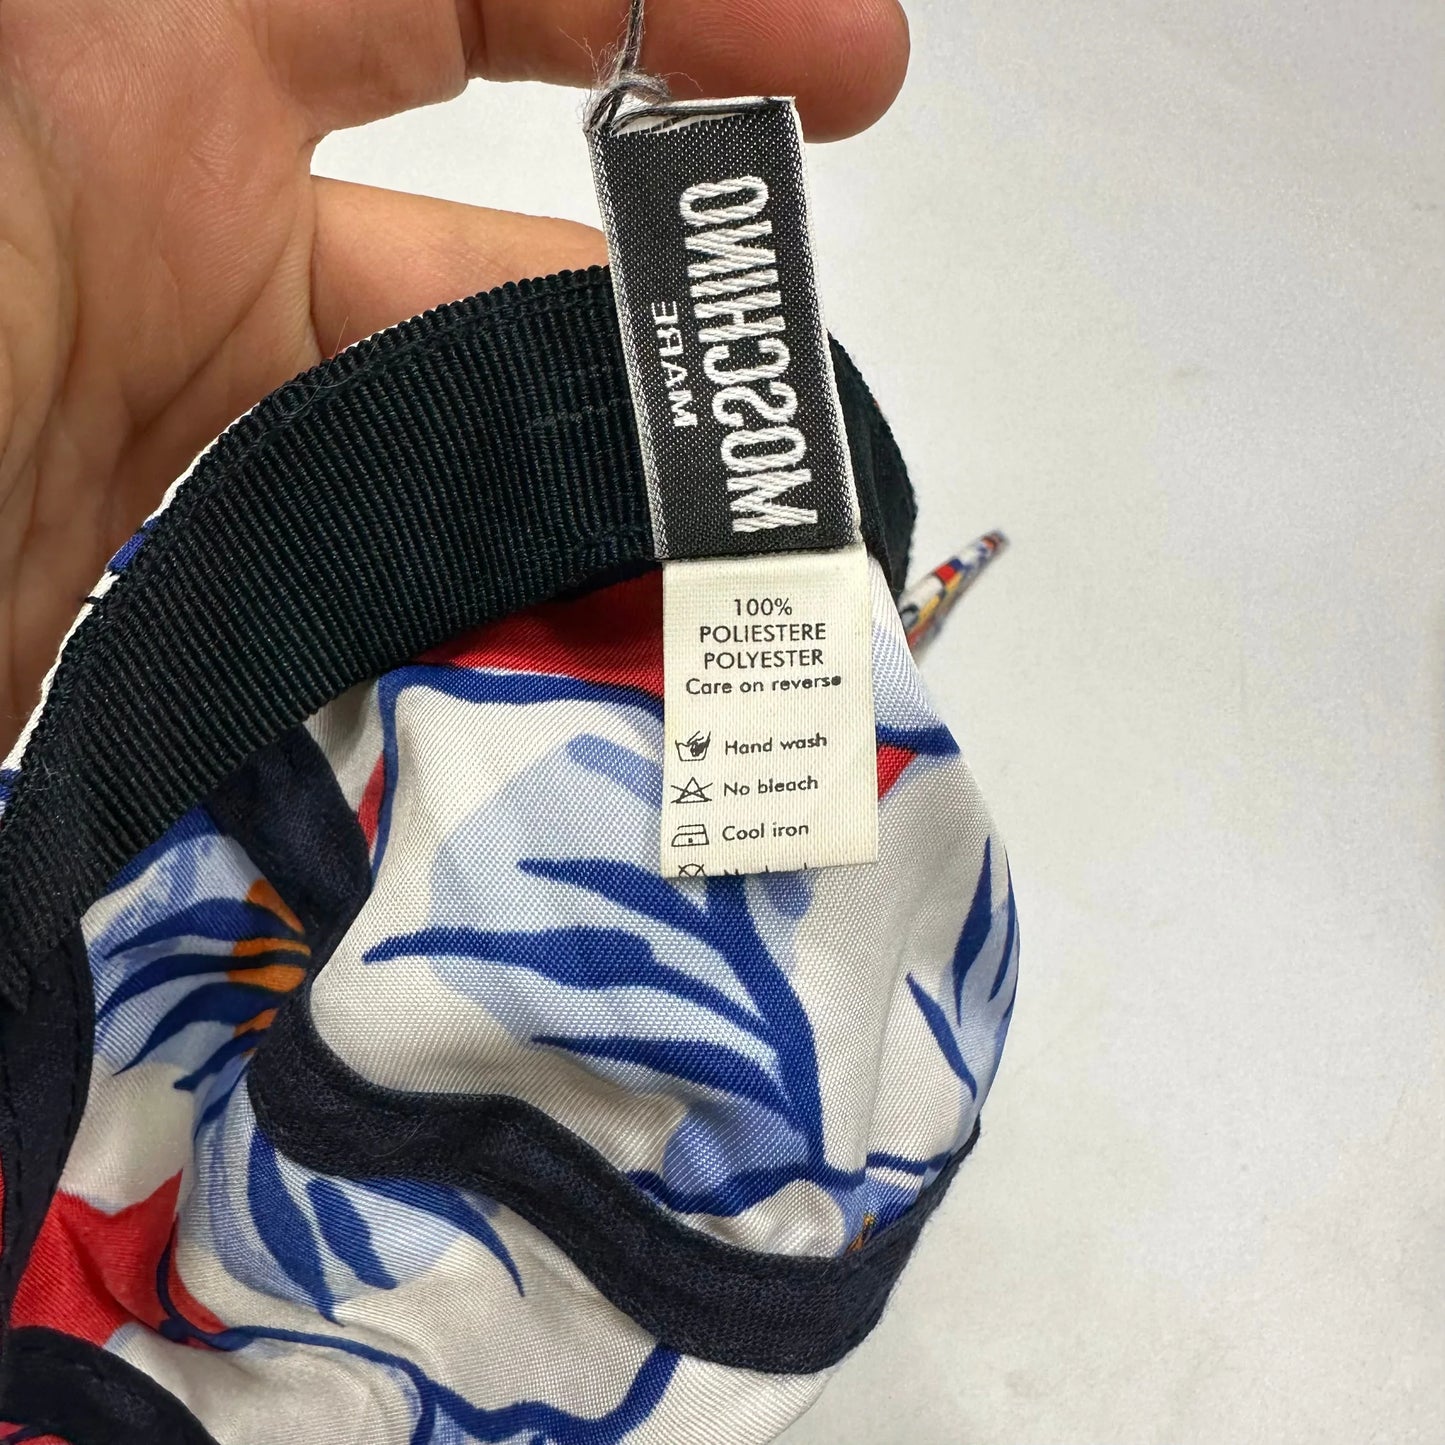 MOSCHINO
MARE
100%
POLIESTERE
POLYESTER
Care on reverse
Hand wash
No bleach
Cool iron